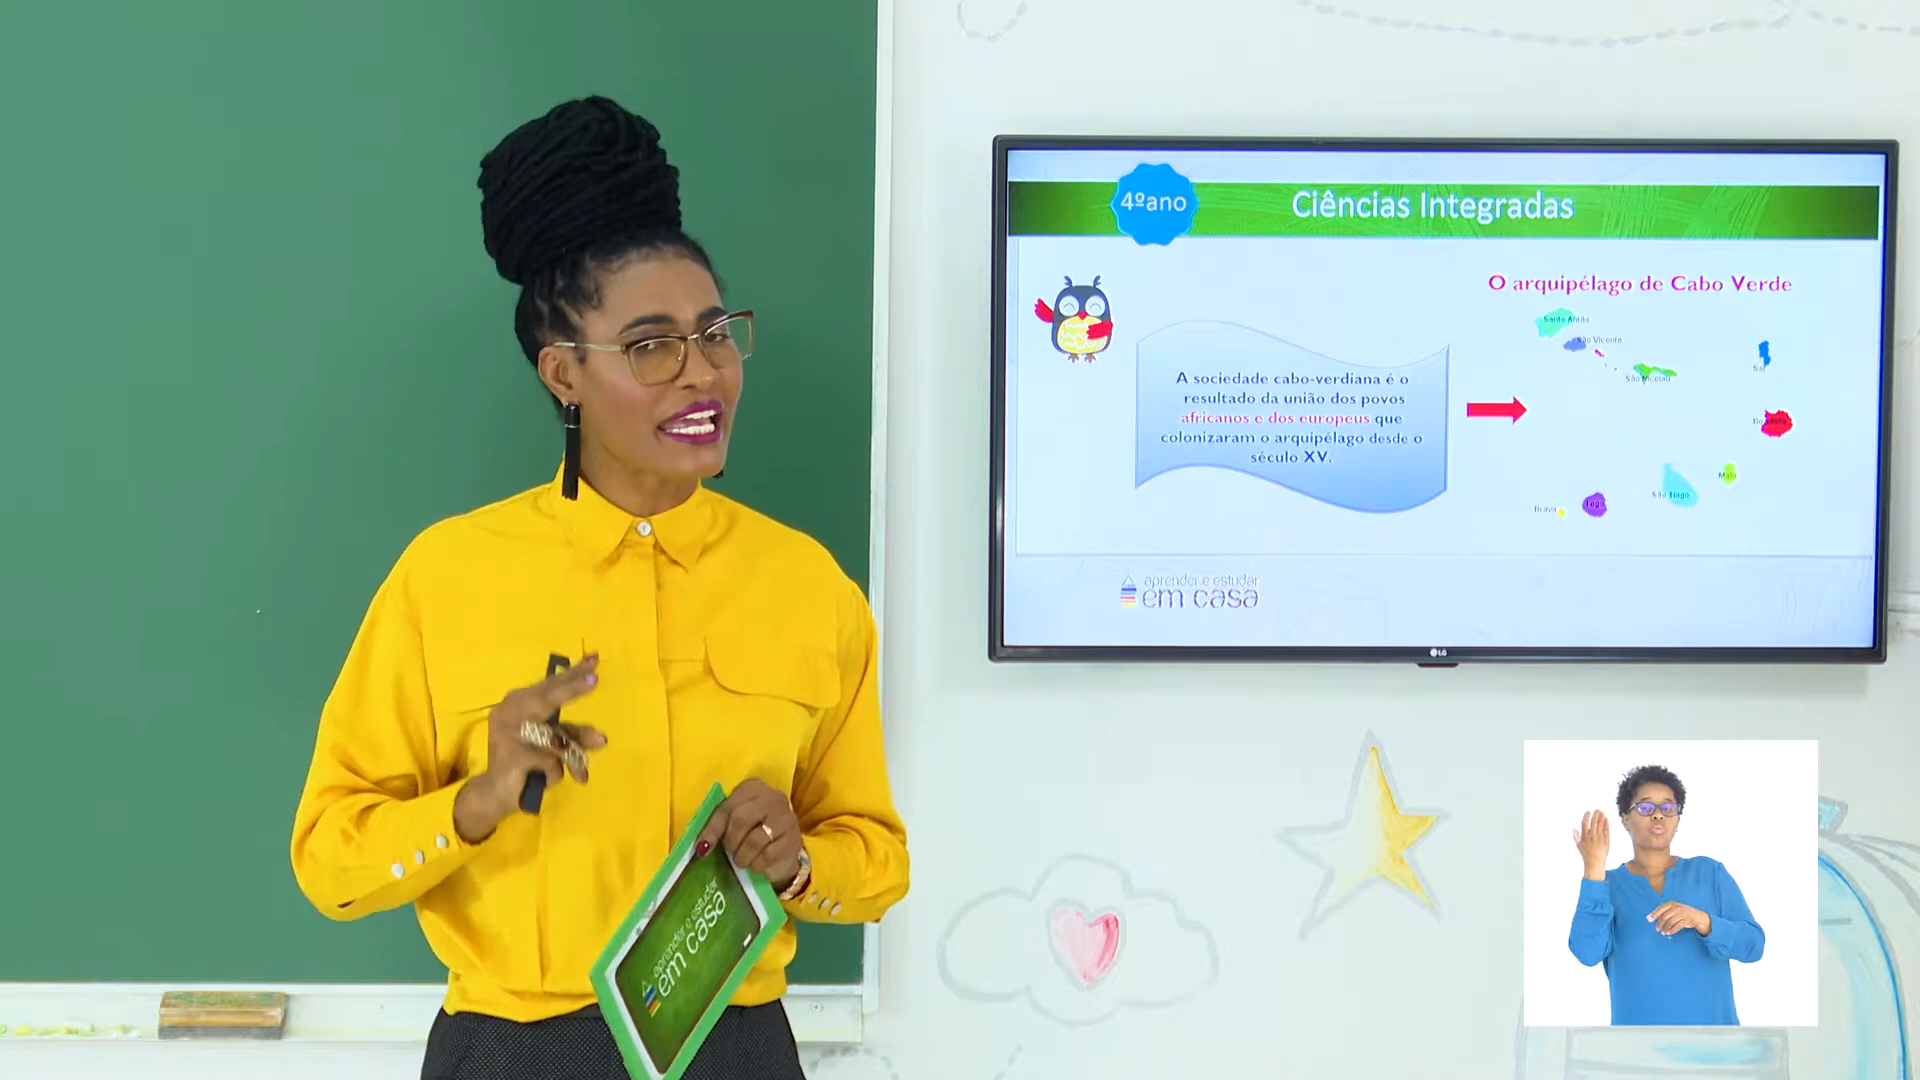 4ºano
Ciências Integradas
O arquipélago de Cabo Verde
A sociedade cabo-verdiana é o
resultado da união dos povos
africanos e dos europeus que
colonizaram o arquipélago desde o
século XV.
Santo Antão
São Vicente
São Nicolau
Sal
Maio
São Tiago
Fogo
Brava
aprender e estudar
em casa
LG
aprender e estudar
em casa